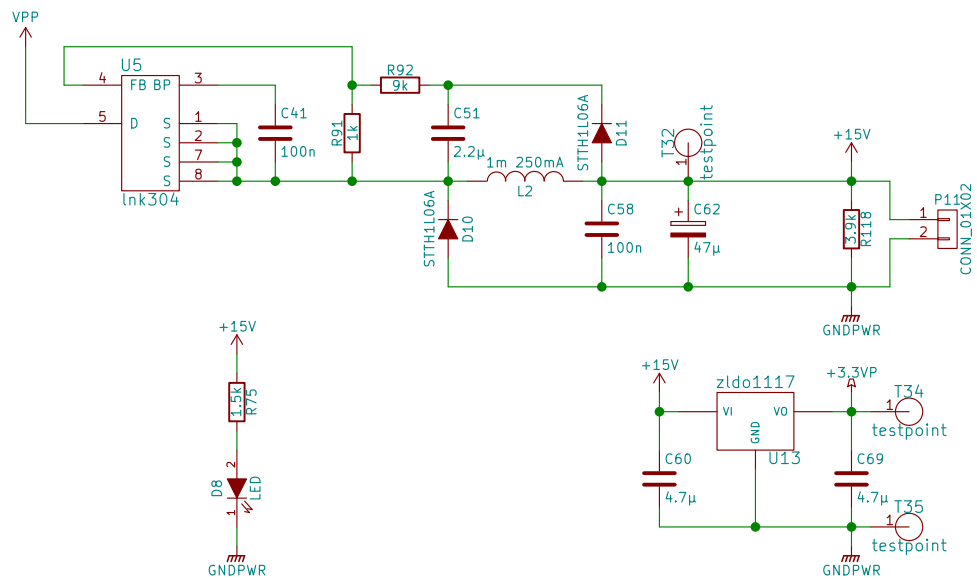 VPP
U5
4
FB
BP
3
5
D
S
1
S
2
S
7
S
8
lnk304
C41
100n
R91
1k
R92
9k
C51
2.2µ
STTH1L06A
D11
1m 250mA
L2
STTH1L06A
D10
C58
100n
T32
1
testpoint
C62
+
47µ
+15V
3.9k
R118
P11
1
2
CONN_01X02
GNDPWR
+15V
1.5k
R75
2
D8
LED
1
GNDPWR
+15V
zldo1117
VI
VO
GND
U13
C60
4.7µ
+3.3VP
T34
1
testpoint
C69
4.7µ
T35
1
testpoint
GNDPWR